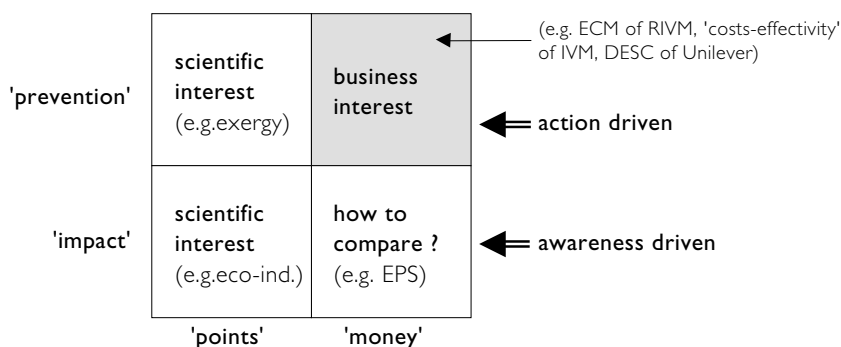 (e.g. ECM of RIVM, 'costs-effectivity'
of IVM, DESC of Unilever)
'prevention'
scientific
interest
(e.g.exergy)
business
interest
action driven
'impact'
scientific
interest
(e.g.eco-ind.)
how to
compare ?
(e.g. EPS)
awareness driven
'points'
'money'